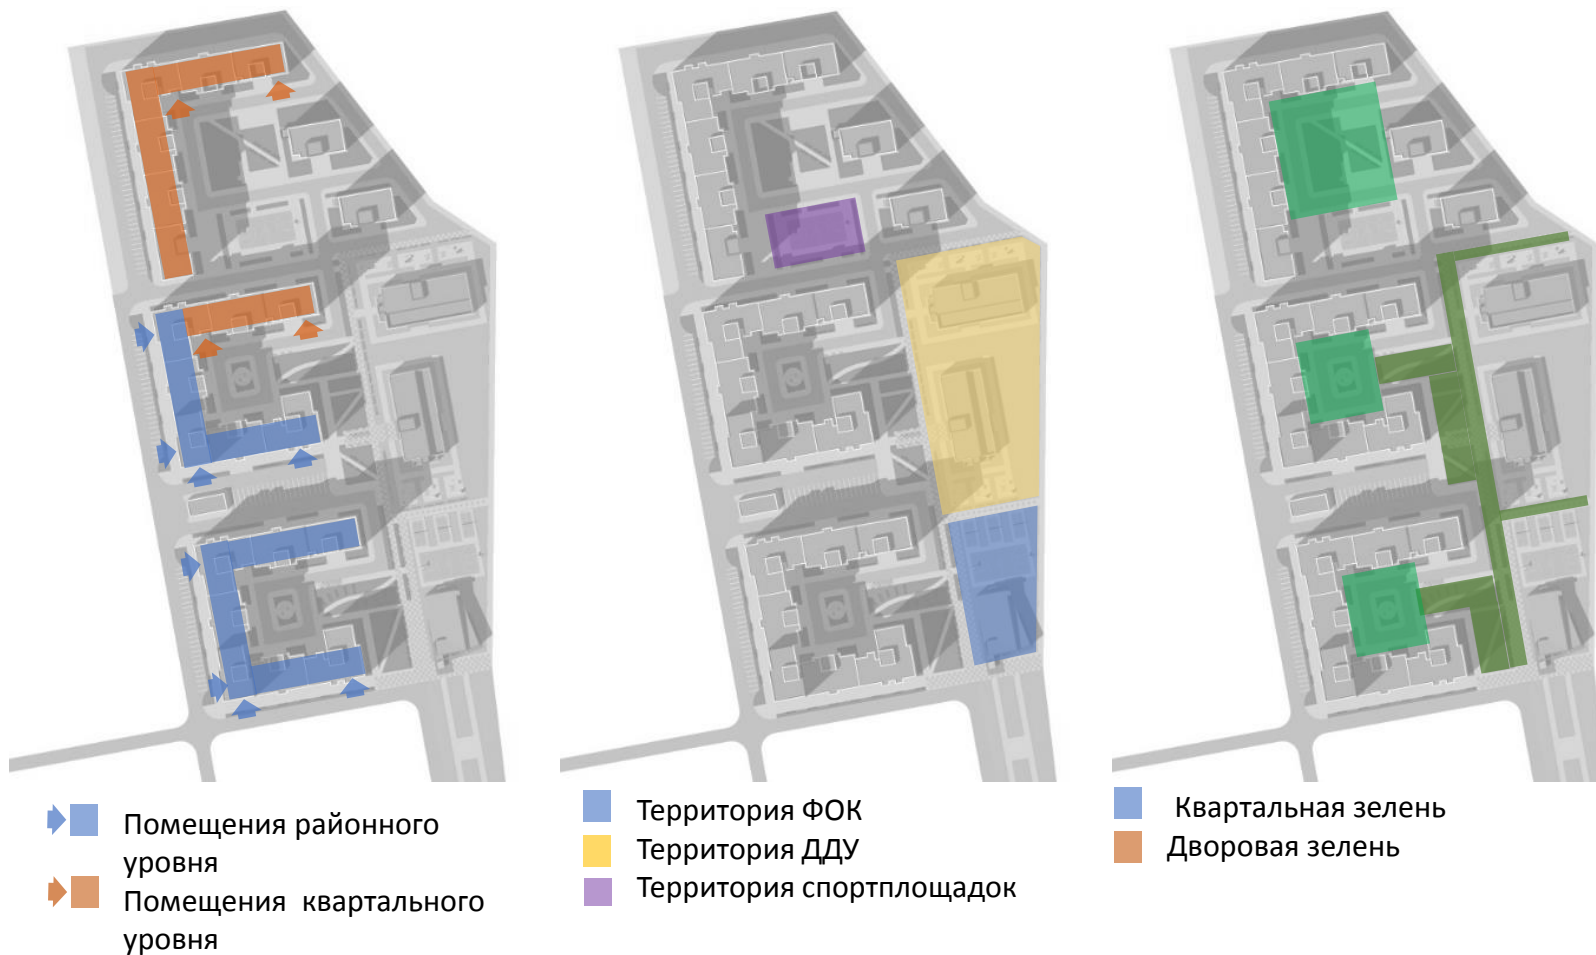 Помещения районного
уровня
Помещения квартального
уровня
Территория ФОК
Территория ДДУ
Территория спортплощадок
Квартальная зелень
Дворовая зелень